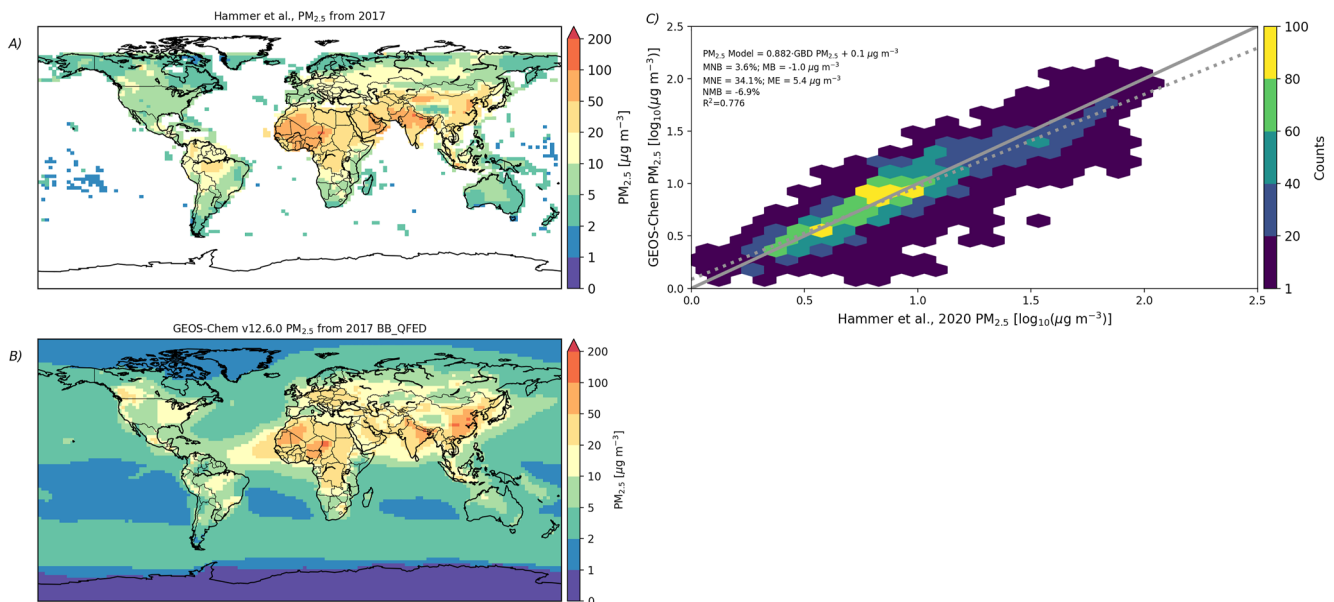 Hammer et al., PM2.5 from 2017
A)
200
100
50
20
10
5
2
1
0
PM2.5 [μg m−3]
GEOS-Chem v12.6.0 PM2.5 from 2017 BB_QFED
B)
200
100
50
20
10
5
2
1
0
PM2.5 [μg m−3]
C)
PM2.5 Model = 0.882·GBD PM2.5 + 0.1 μg m−3
MNB = 3.6%; MB = -1.0 μg m−3
MNE = 34.1%; ME = 5.4 μg m−3
NMB = -6.9%
R2=0.776
GEOS-Chem PM2.5 [log10(μg m−3)]
2.5
2.0
1.5
1.0
0.5
0.0
0.0 0.5 1.0 1.5 2.0 2.5
Hammer et al., 2020 PM2.5 [log10(μg m−3)]
100
80
60
40
20
1
Counts